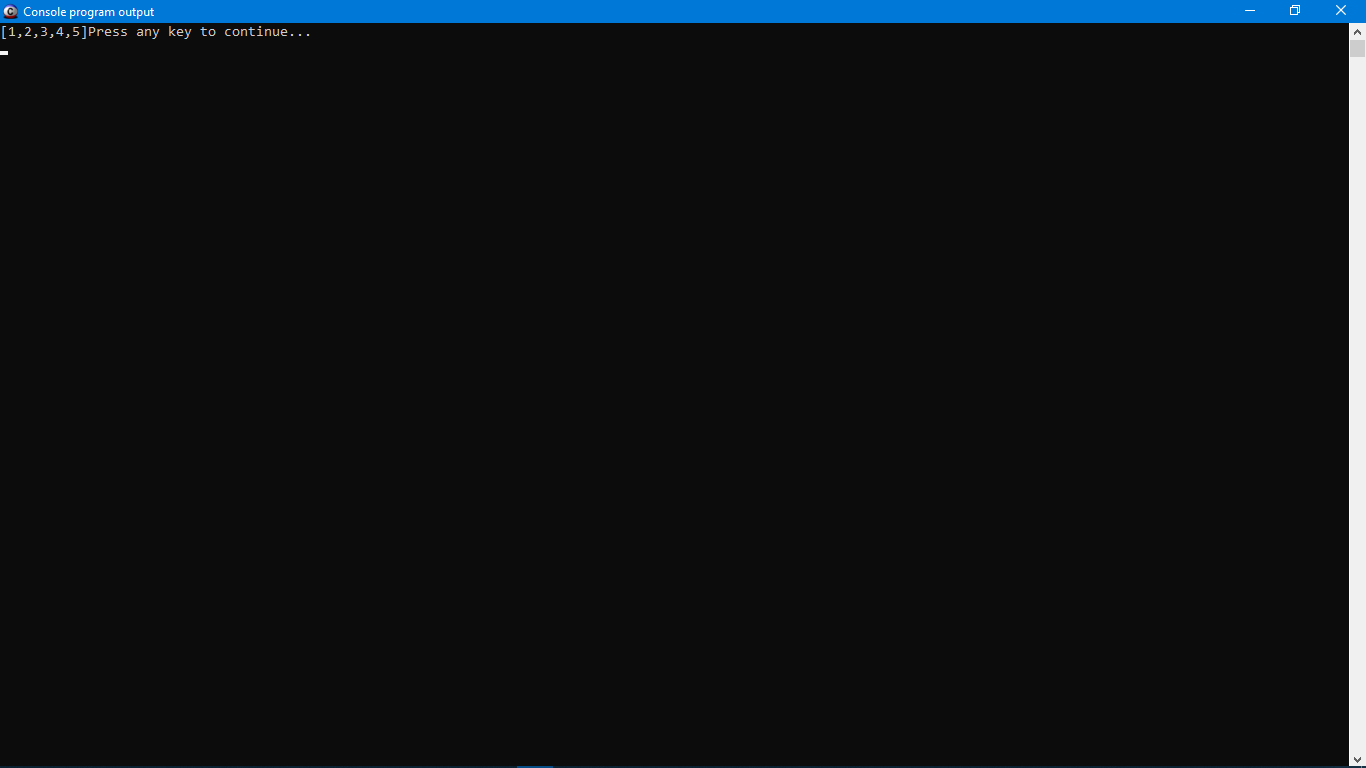 Console program output
[1,2,3,4,5]Press any key to continue...